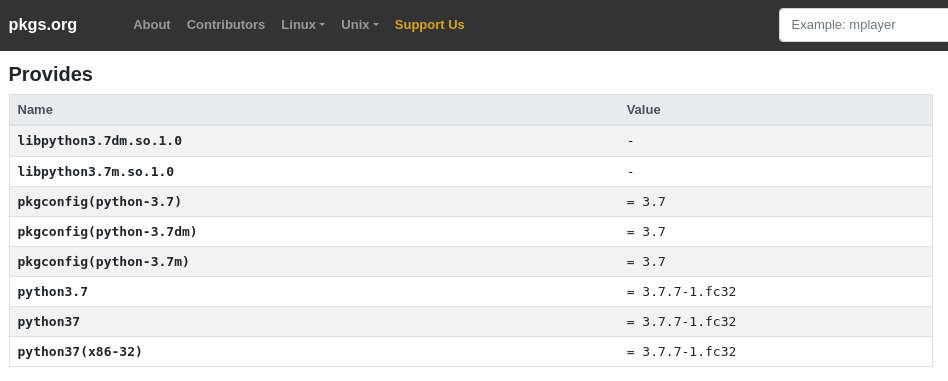 pkgs.org About Contributors Linux Unix Support Us Example: mplayer
Provides
Name Value
libpython3.7dm.so.1.0 -
libpython3.7m.so.1.0 -
pkgconfig(python-3.7) = 3.7
pkgconfig(python-3.7dm) = 3.7
pkgconfig(python-3.7m) = 3.7
python3.7 = 3.7.7-1.fc32
python37 = 3.7.7-1.fc32
python37(x86-32) = 3.7.7-1.fc32